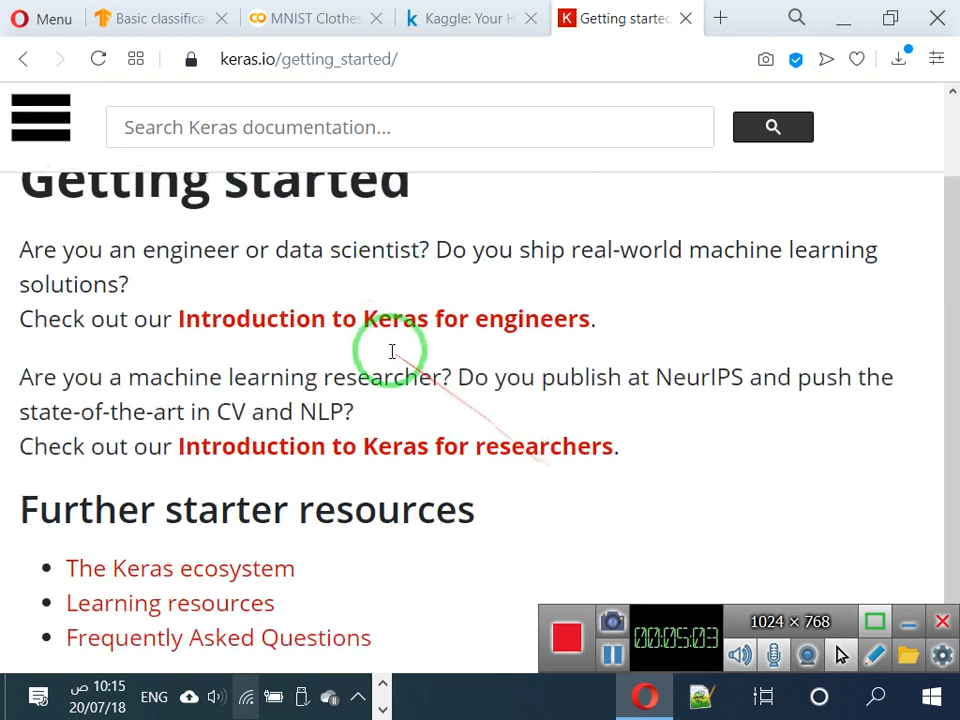 Menu
Basic classifica
MNIST Clothes
Kaggle: Your H
Getting started
keras.io/getting_started/
Search Keras documentation...
Getting started
Are you an engineer or data scientist? Do you ship real-world machine learning
solutions?
Check out our Introduction to Keras for engineers.
Are you a machine learning researcher? Do you publish at NeurIPS and push the
state-of-the-art in CV and NLP?
Check out our Introduction to Keras for researchers.
Further starter resources
The Keras ecosystem
Learning resources
Frequently Asked Questions
00:05:03
1024 × 768
10:15 ص
ENG
20/07/18